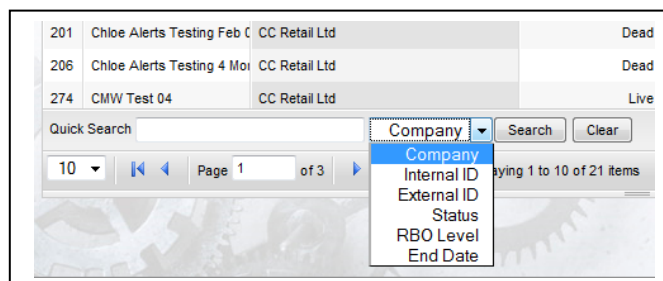 201 Chloe Alerts Testing Feb CC Retail Ltd Dead
206 Chloe Alerts Testing 4 CC Retail Ltd Dead
274 CMW Test 04 CC Retail Ltd Live
Quick Search Company Search Clear
Company
10 Page 1 of 3 aying 1 to 10 of 21 items
Internal ID
External ID
Status
RBO Level
End Date